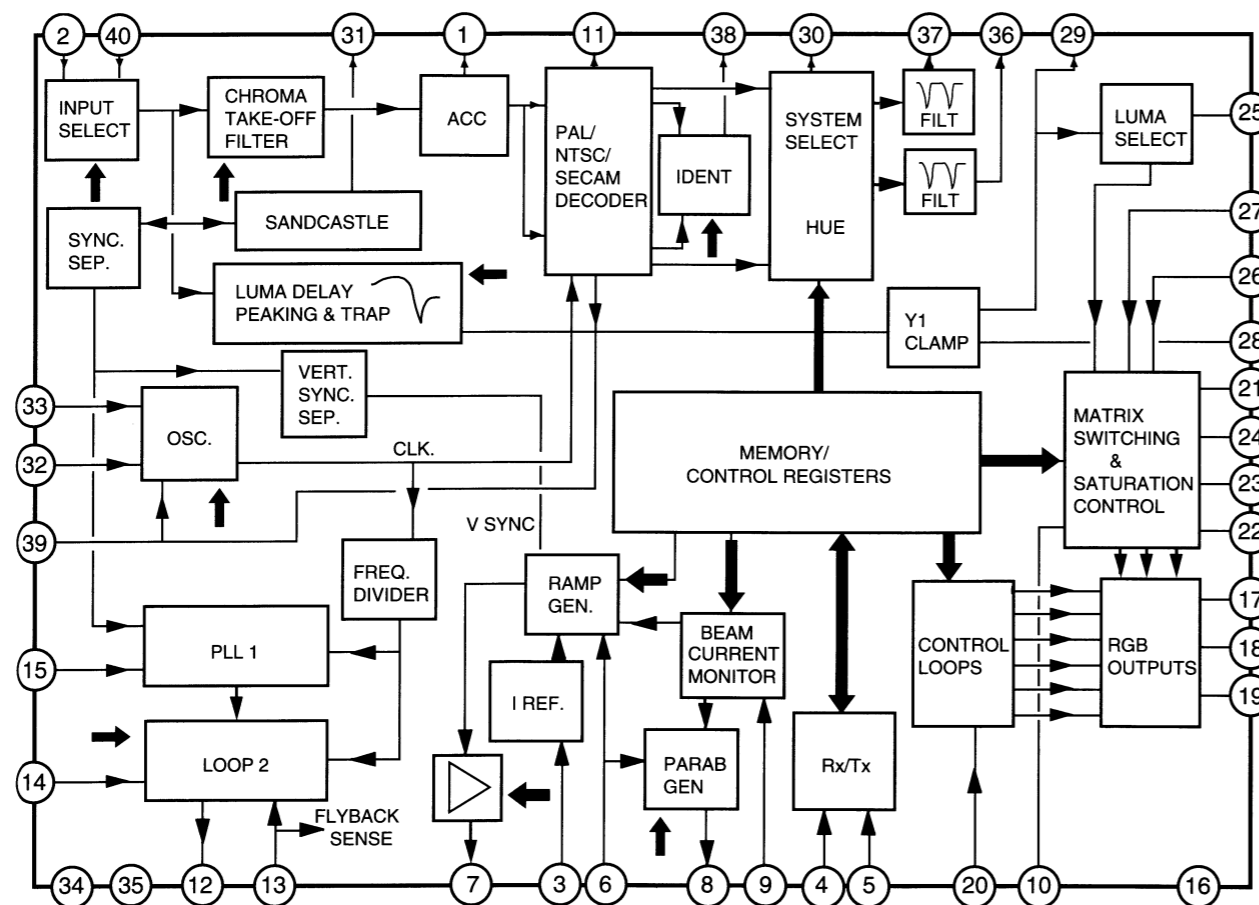 2
40
31
1
11
38
30
37
36
29
INPUT
SELECT
CHROMA
TAKE-OFF
FILTER
ACC
PAL/
NTSC/
SECAM
DECODER
IDENT
SYSTEM
SELECT
HUE
FILT
FILT
LUMA
SELECT
25
SYNC.
SEP.
SANDCASTLE
27
LUMA DELAY
PEAKING & TRAP
26
Y1
CLAMP
28
33
VERT.
SYNC.
SEP.
OSC.
32
CLK.
MEMORY/
CONTROL REGISTERS
MATRIX
SWITCHING
&
SATURATION
CONTROL
21
24
23
22
39
V SYNC
FREQ.
DIVIDER
RAMP
GEN.
BEAM
CURRENT
MONITOR
CONTROL
LOOPS
RGB
OUTPUTS
17
18
19
15
PLL 1
I REF.
14
LOOP 2
PARAB
GEN
Rx/Tx
FLYBACK
SENSE
34
35
12
13
7
3
6
8
9
4
5
20
10
16